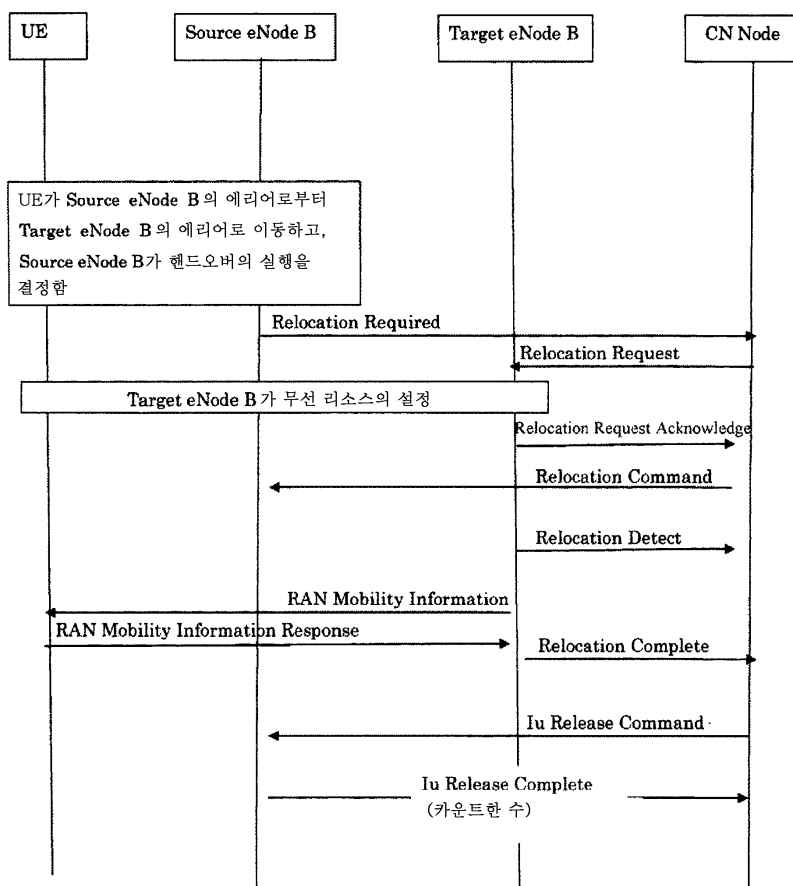 UE
Source eNode B
Target eNode B
CN Node
UE가 Source eNode B의 에리어로부터
Target eNode B의 에리어로 이동하고,
Source eNode B가 핸드오버의 실행을
결정함
Relocation Required
Relocation Request
Target eNode B가 무선 리소스의 설정
Relocation Request Acknowledge
Relocation Command
Relocation Detect
RAN Mobility Information
RAN Mobility Information Response
Relocation Complete
Iu Release Command
Iu Release Complete
(카운트한 수)